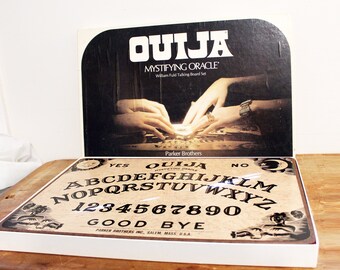 OUIJA
MYSTIFYING ORACLE®
William Fuld Talking Board Set
Parker Brothers
YES OUIJA NO
ABCDEFGHIJKLM
NOPQRSTUVWXYZ
1234567890
GOOD BYE
PARKER BROTHERS INC., SALEM, MASS. U.S.A.